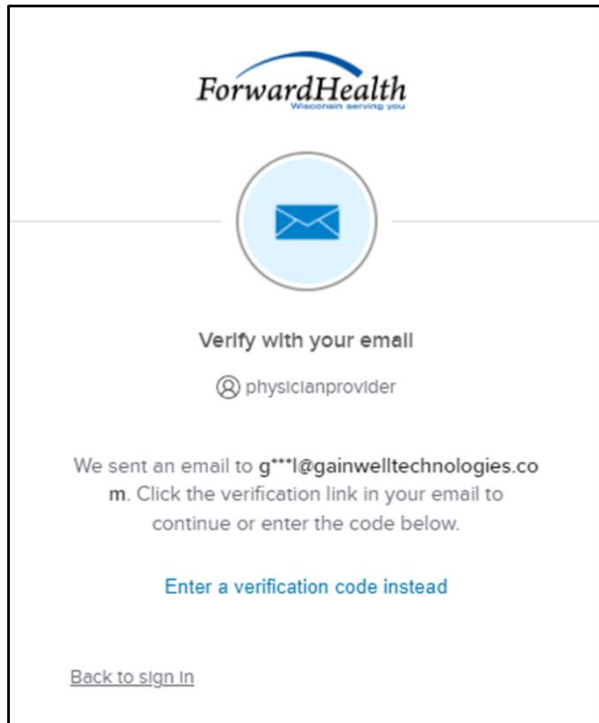 ForwardHealth
Wisconsin serving you
Verify with your email
physicianprovider
We sent an email to g***l@gainwelltechnologies.co
m. Click the verification link in your email to
continue or enter the code below.
Enter a verification code instead
Back to sign in